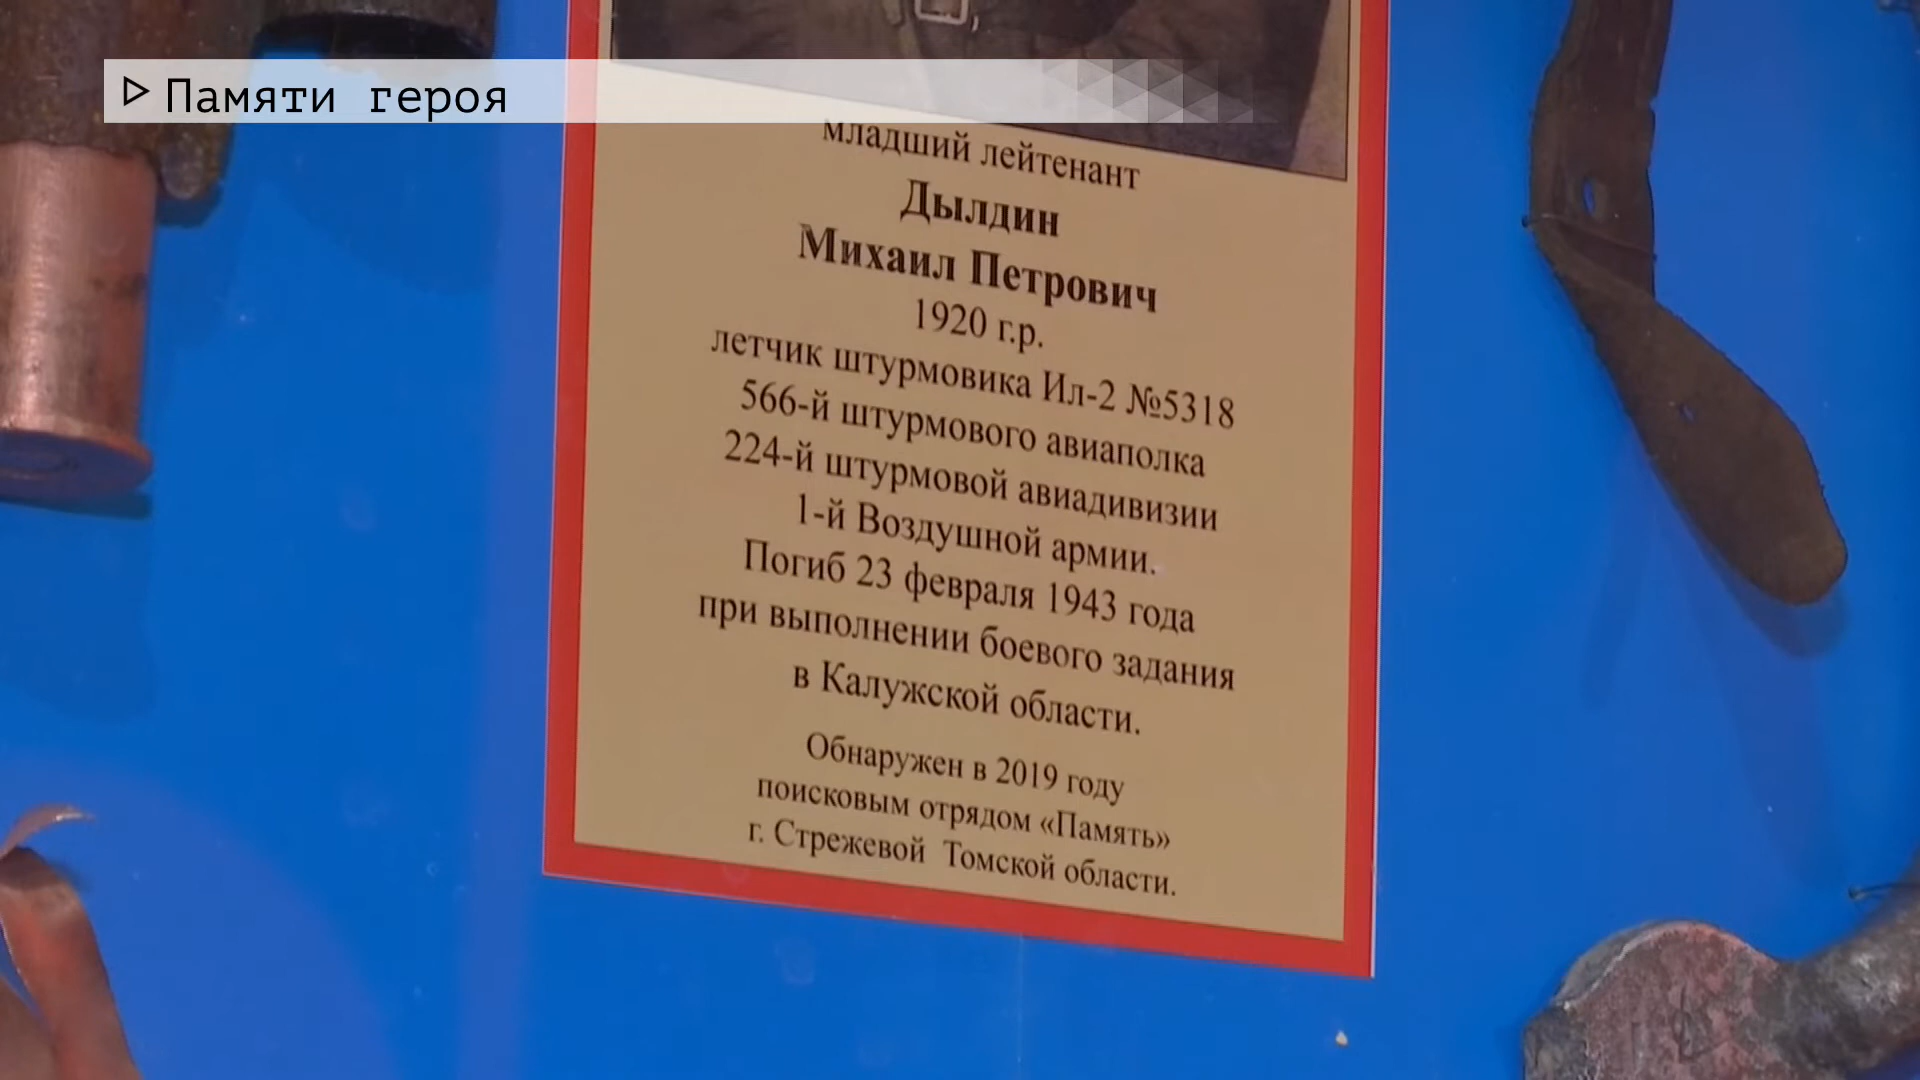 Памяти героя
младший лейтенант
Дылдин
Михаил Петрович
1920 г.р.
летчик штурмовика Ил-2 №5318
566-й штурмового авиаполка
224-й штурмовой авиадивизии
1-й Воздушной армии.
Погиб 23 февраля 1943 года
при выполнении боевого задания
в Калужской области.
Обнаружен в 2019 году
поисковым отрядом «Память»
г. Стрежевой Томской области.